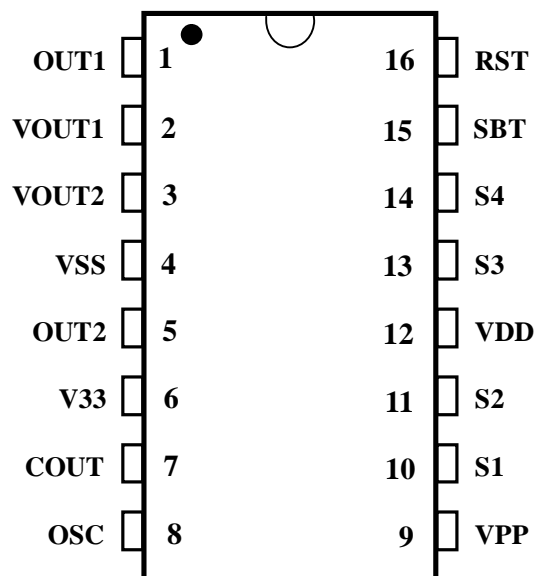 OUT1 1 16 RST
VOUT1 2 15 SBT
VOUT2 3 14 S4
VSS 4 13 S3
OUT2 5 12 VDD
V33 6 11 S2
COUT 7 10 S1
OSC 8 9 VPP